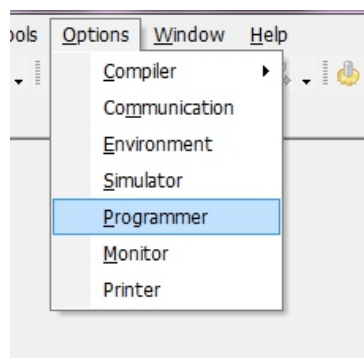 ools Options Window Help
Compiler
Communication
Environment
Simulator
Programmer
Monitor
Printer